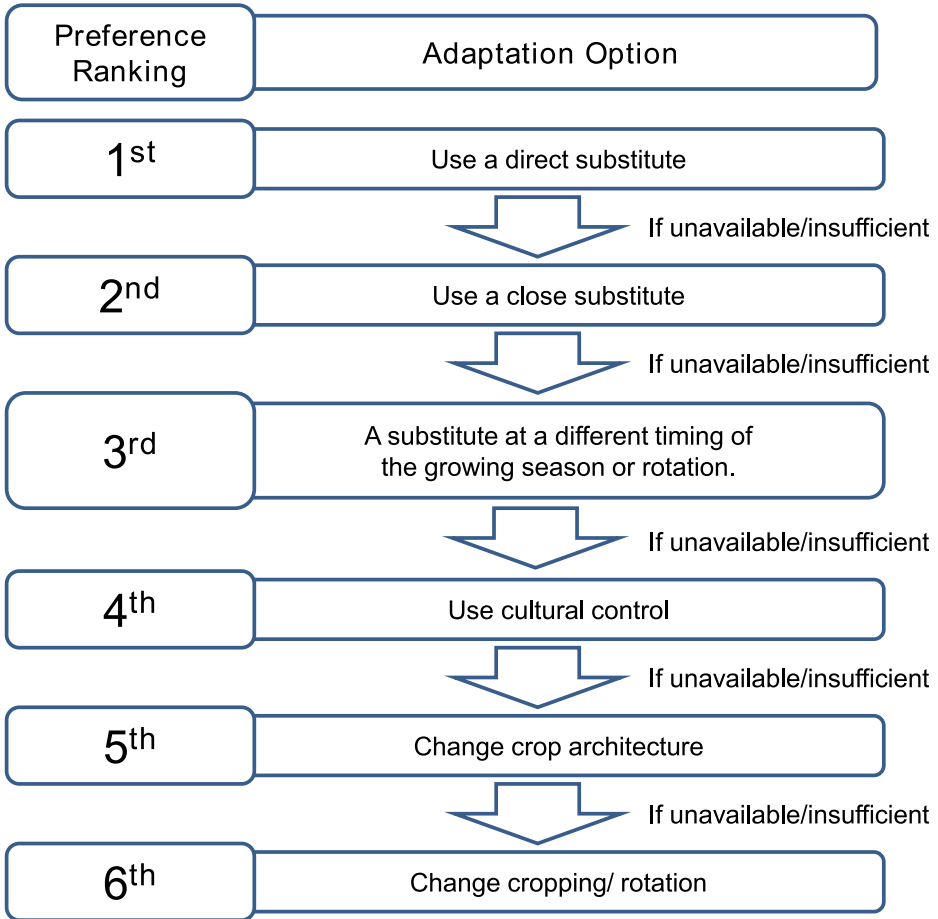 Preference
Ranking
Adaptation Option
1st
Use a direct substitute
If unavailable/insufficient
2nd
Use a close substitute
If unavailable/insufficient
3rd
A substitute at a different timing of
the growing season or rotation.
If unavailable/insufficient
4th
Use cultural control
If unavailable/insufficient
5th
Change crop architecture
If unavailable/insufficient
6th
Change cropping/ rotation